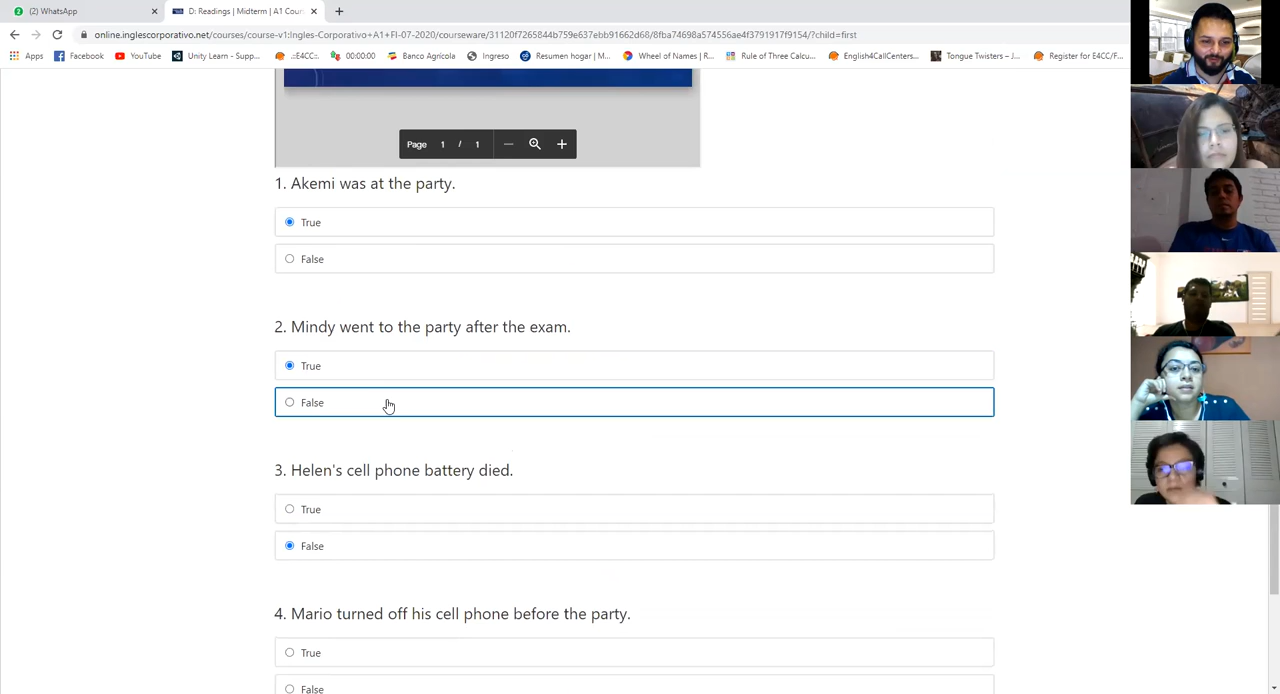 (2) WhatsApp
D: Readings | Midterm | A1 Cours
online.inglescorporativo.net/courses/course-v1:Ingles-Corporativo+A1+FI-07-2020/courseware/31120f7265844b759e637ebb91662d68/8fba74698a574556ae4f3791917f9154/?child=first
Apps Facebook YouTube Unity Learn - Supp... .::E4CC::. 00:00:00 Banco Agrícola Ingreso Resumen hogar | M... Wheel of Names | R... Rule of Three Calcu... English4CallCenters... Tongue Twisters – J... Register for E4CC/F...
Page 1 / 1
1. Akemi was at the party.
True
False
2. Mindy went to the party after the exam.
True
False
3. Helen's cell phone battery died.
True
False
4. Mario turned off his cell phone before the party.
True
False